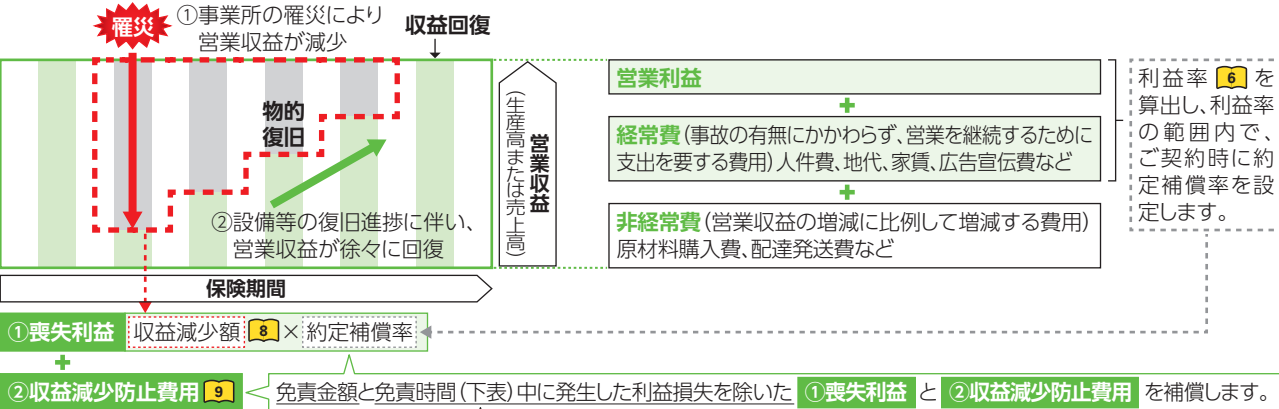 罹災
①事業所の罹災により
営業収益が減少
収益回復
物的
復旧
②設備等の復旧進捗に伴い、
営業収益が徐々に回復
保険期間
営業収益
(生産高または売上高)
営業利益
+
経常費(事故の有無にかかわらず、営業を継続するために
支出を要する費用)人件費、地代、家賃、広告宣伝費など
+
非経常費(営業収益の増減に比例して増減する費用)
原材料購入費、配達発送費など
利益率 6 を
算出し、利益率
の範囲内で、
ご契約時に約
定補償率を設
定します。
①喪失利益 収益減少額 8 × 約定補償率
+
②収益減少防止費用 9 免責金額と免責時間(下表)中に発生した利益損失を除いた ①喪失利益 と ②収益減少防止費用 を補償します。